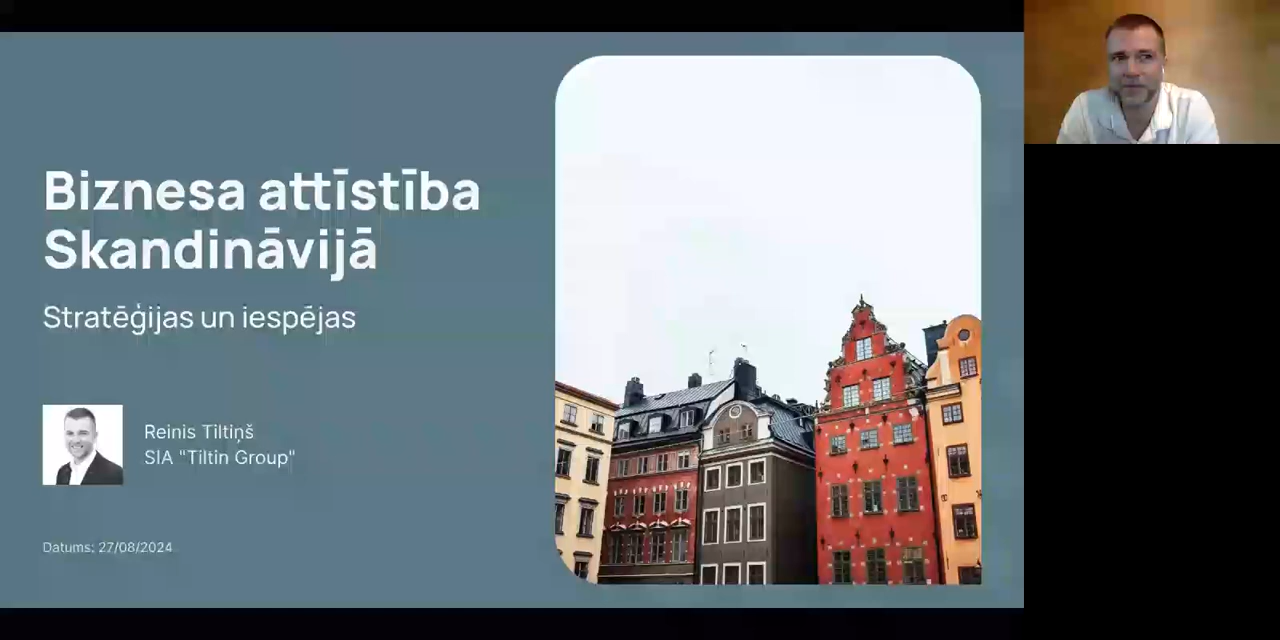 Biznesa attīstība
Skandināvijā
Stratēģijas un iespējas
Reinis Tiltiņš
SIA "Tiltin Group"
Datums: 27/08/2024